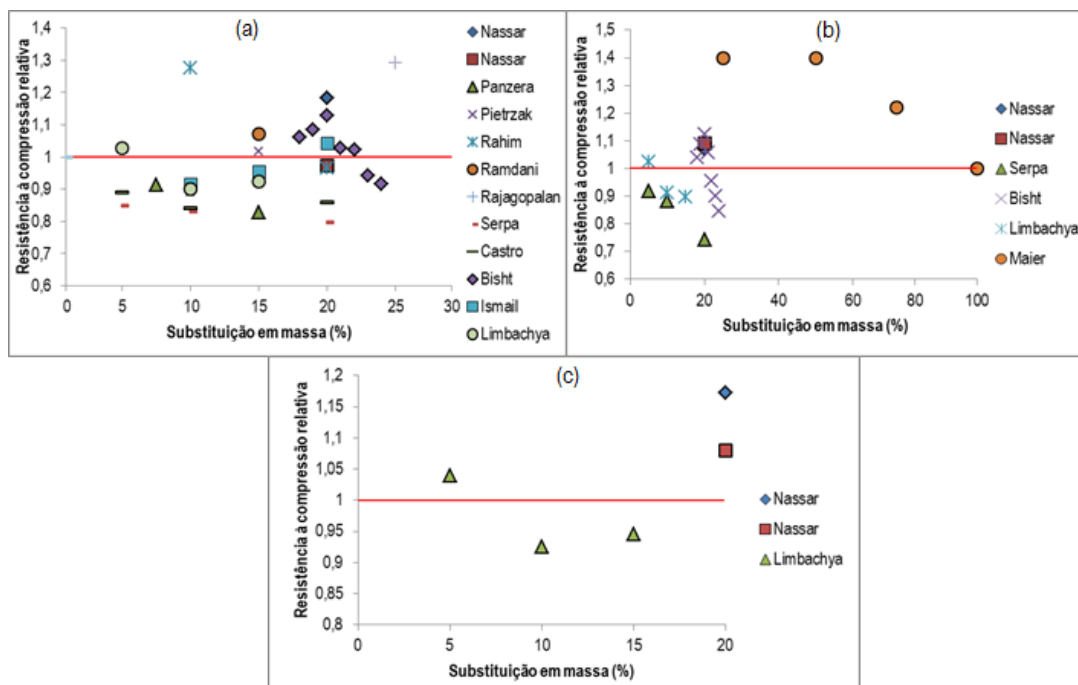 (a)
Resistência à compressão relativa
1,4
1,3
1,2
1,1
1
0,9
0,8
0,7
0,6
0
5
10
15
20
25
30
Substituição em massa (%)
Nassar
Nassar
Panzera
Pietrzak
Rahim
Ramdani
Rajagopalan
Serpa
Castro
Bisht
Ismail
Limbachya
(b)
Resistência à compressão relativa
1,5
1,4
1,3
1,2
1,1
1
0,9
0,8
0,7
0,6
0
20
40
60
80
100
Substituição em massa (%)
Nassar
Nassar
Serpa
Bisht
Limbachya
Maier
(c)
Resistência à compressão relativa
1,2
1,15
1,1
1,05
1
0,95
0,9
0,85
0,8
0
5
10
15
20
Substituição em massa (%)
Nassar
Nassar
Limbachya